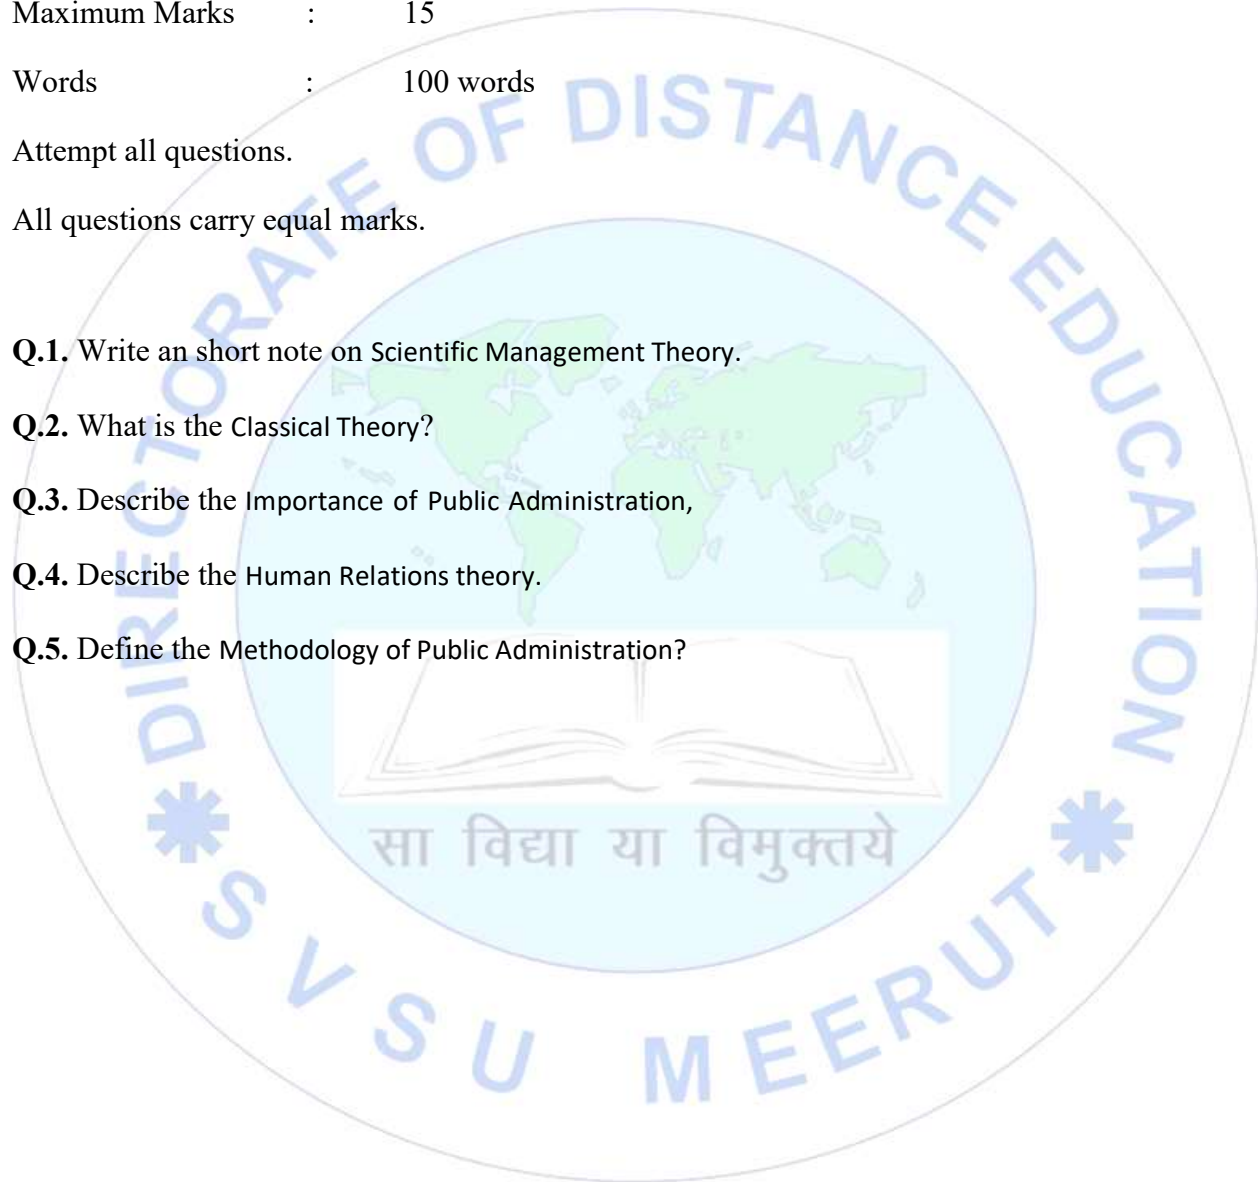 Maximum Marks : 15
Words : 100 words
Attempt all questions.
All questions carry equal marks.
Q.1. Write an short note on Scientific Management Theory.
Q.2. What is the Classical Theory?
Q.3. Describe the Importance of Public Administration,
Q.4. Describe the Human Relations theory.
Q.5. Define the Methodology of Public Administration?
DIRECTORATE OF DISTANCE EDUCATION
सा विद्या या विमुक्तये
SVSU MEERUT